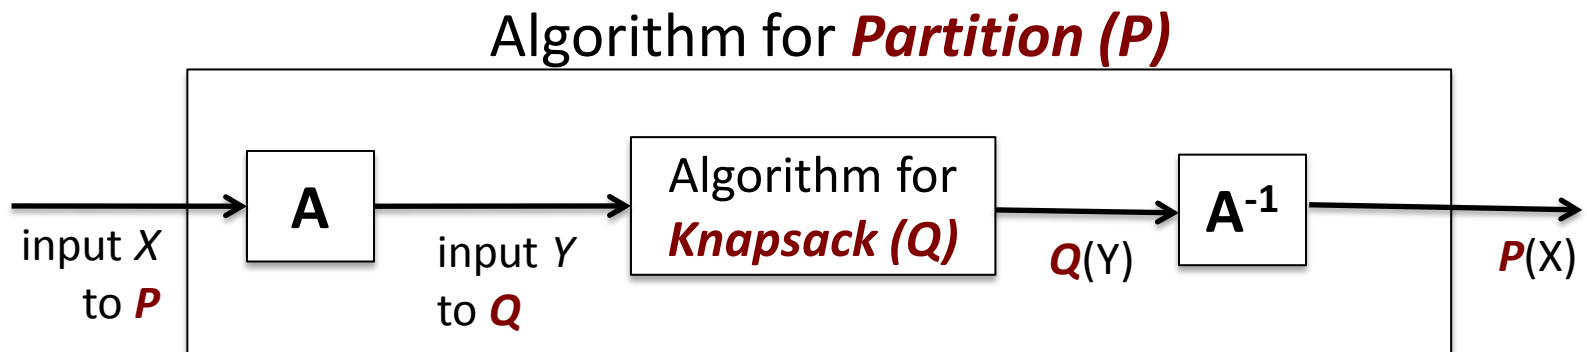 Algorithm for Partition (P)
A
Algorithm for
Knapsack (Q)
A-1
input X
to P
input Y
to Q
Q(Y)
P(X)